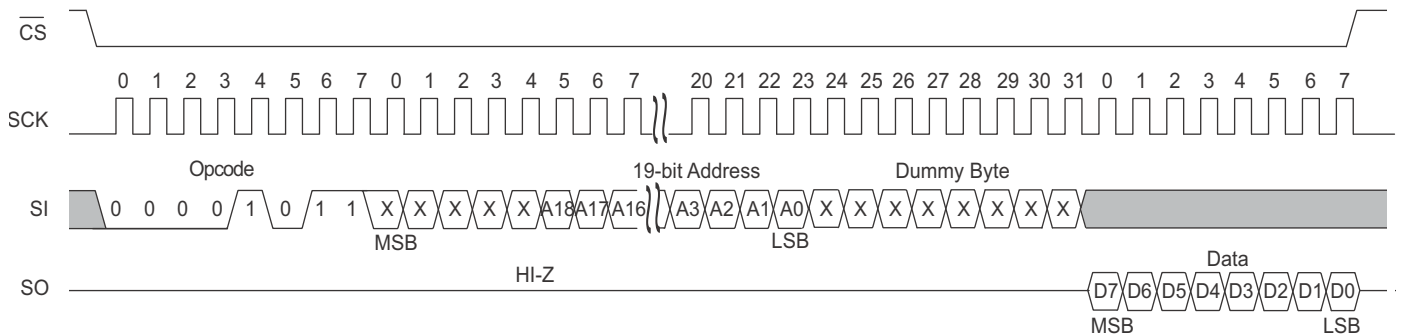 CS
0 1 2 3 4 5 6 7 0 1 2 3 4 5 6 7 20 21 22 23 24 25 26 27 28 29 30 31 0 1 2 3 4 5 6 7
SCK
Opcode 19-bit Address Dummy Byte
SI 0 0 0 0 1 0 1 1 X X X X X A18 A17 A16 A3 A2 A1 A0 X X X X X X X X
MSB LSB
HI-Z Data
SO D7 D6 D5 D4 D3 D2 D1 D0
MSB LSB